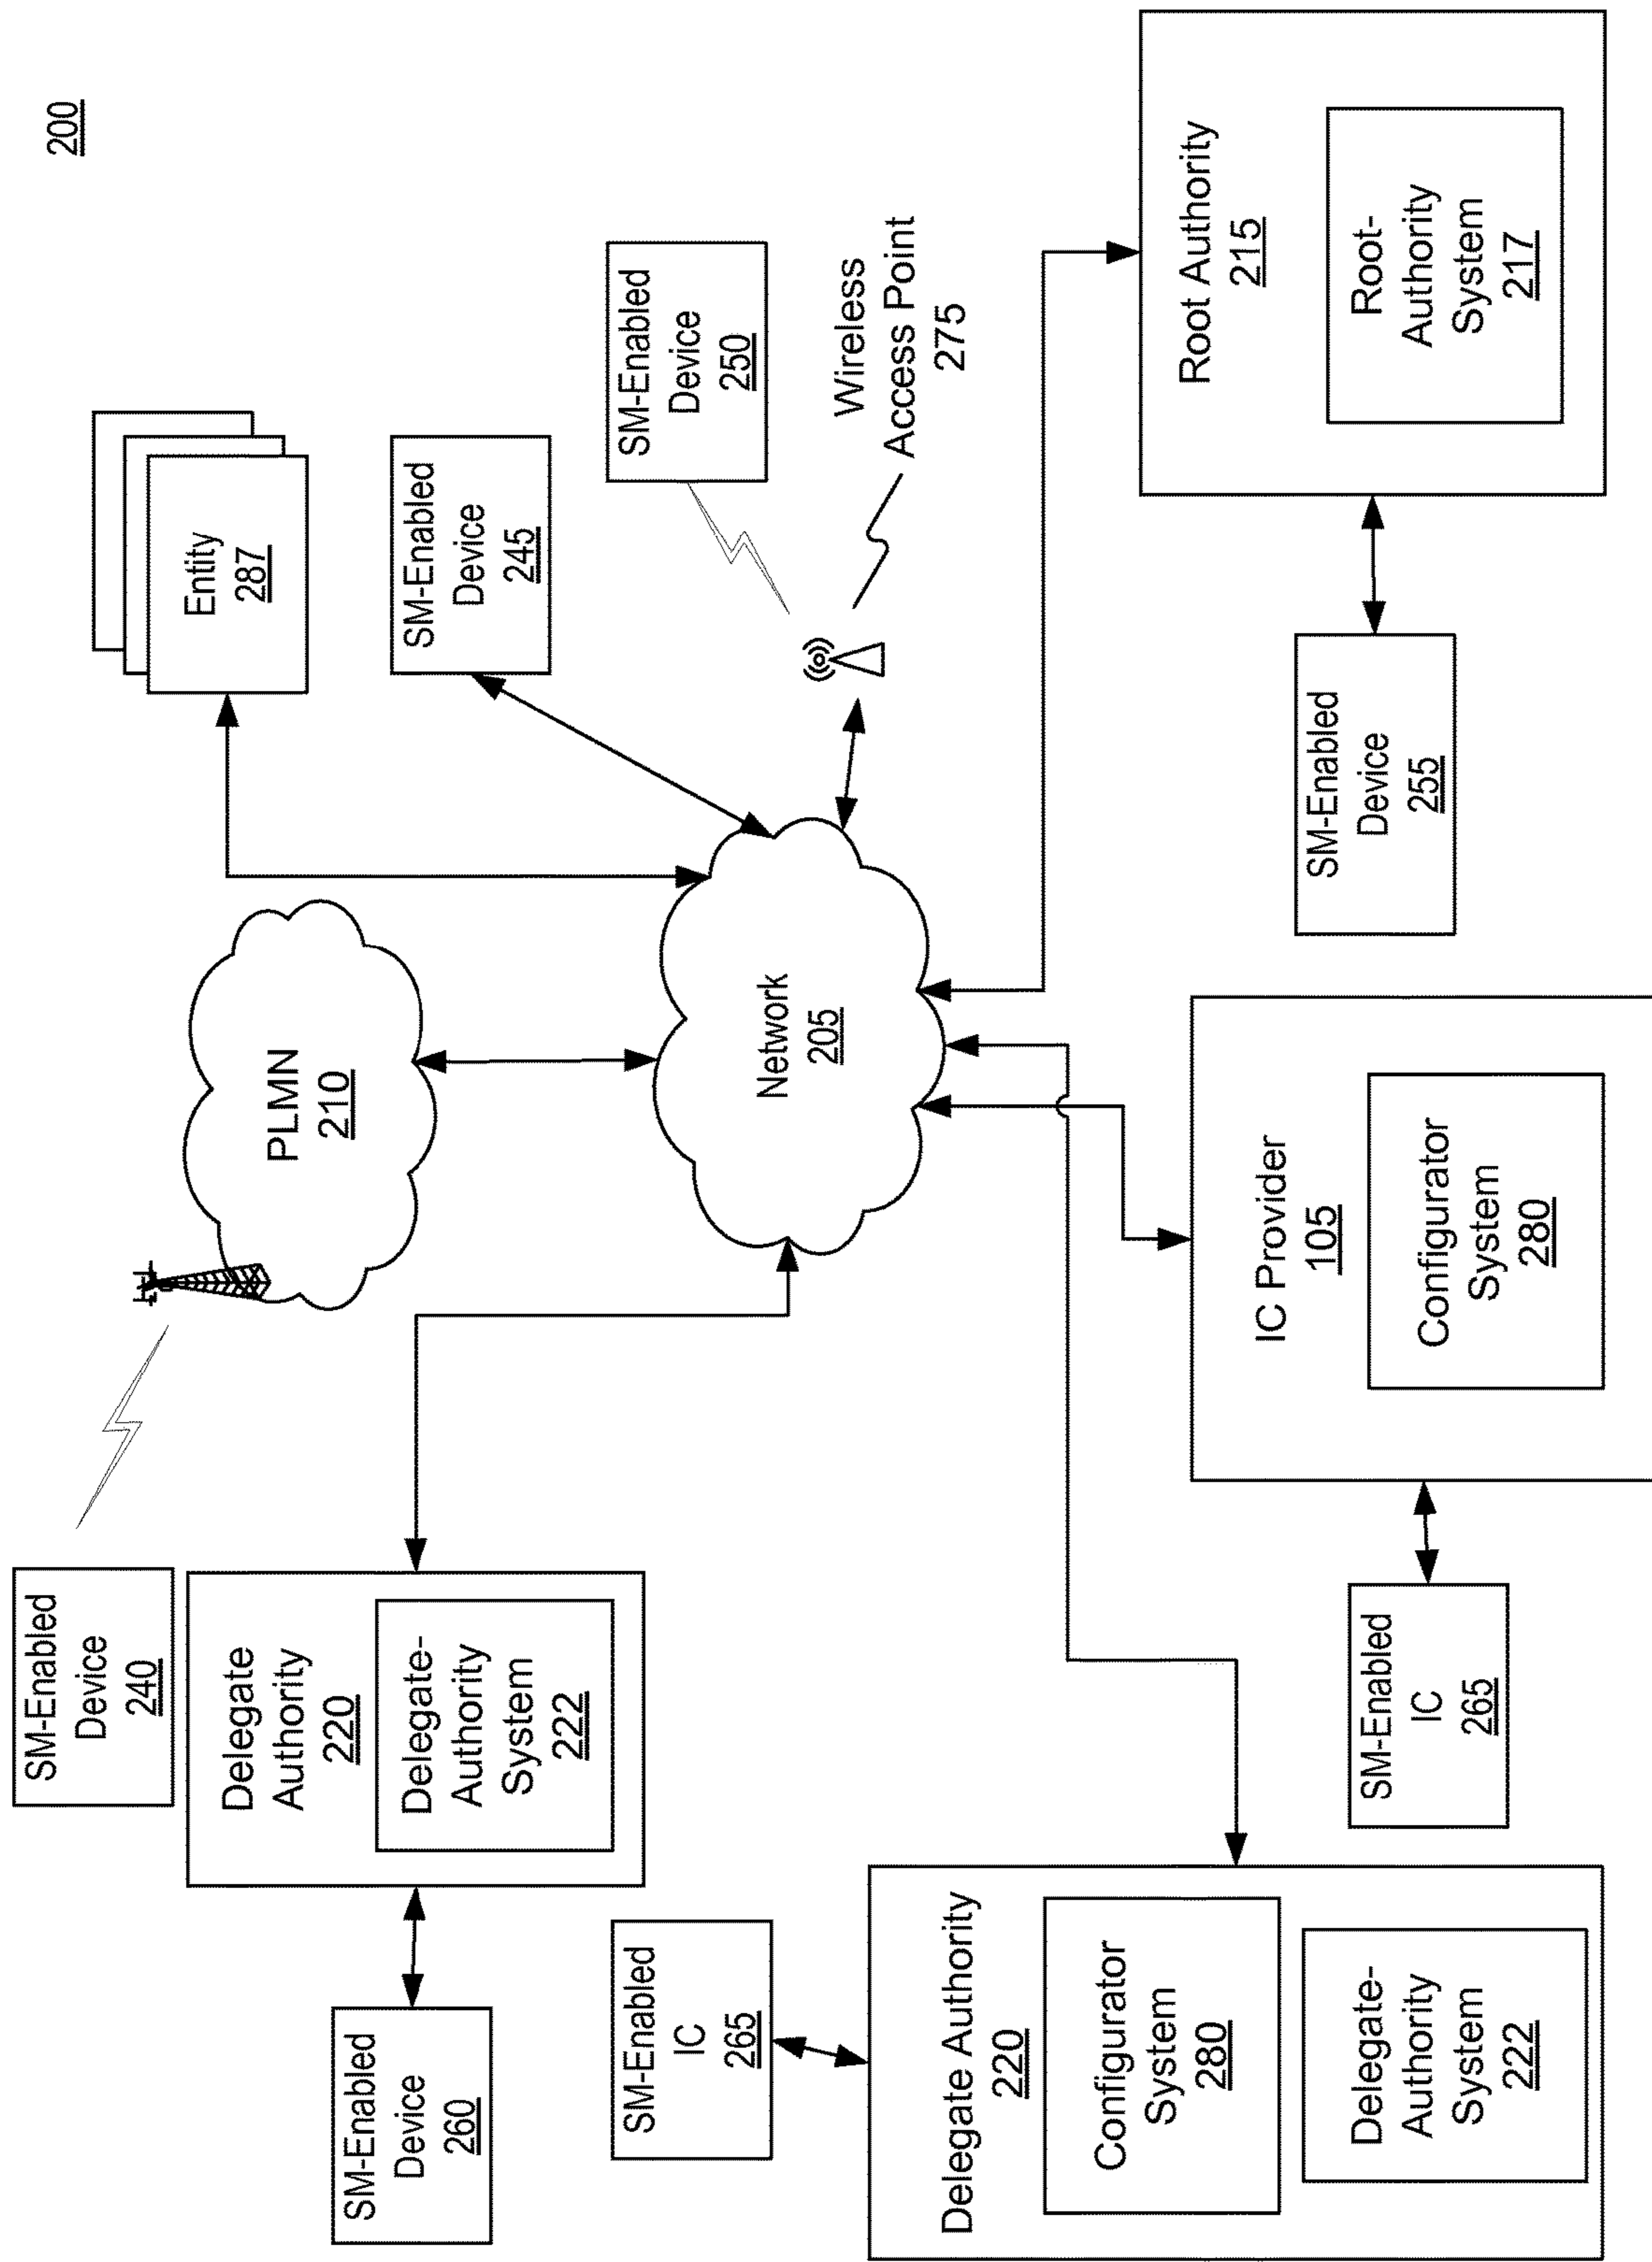 200
SM-Enabled
Device
240
PLMN
210
Entity
287
SM-Enabled
Device
245
SM-Enabled
Device
250
Wireless
Access Point
275
Network
205
Delegate
Authority
220
Delegate-
Authority
System
222
SM-Enabled
Device
260
SM-Enabled
IC
265
Delegate Authority
220
Configurator
System
280
Delegate-
Authority
System
222
SM-Enabled
IC
265
IC Provider
105
Configurator
System
280
SM-Enabled
Device
255
Root Authority
215
Root-
Authority
System
217